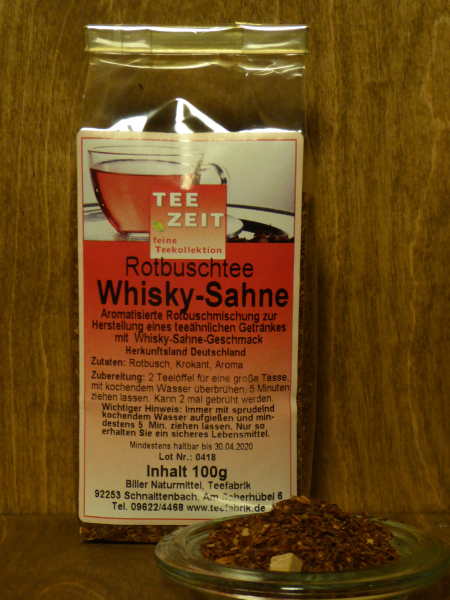 TEE
ZEIT
feine
Teekollektion
Rotbuschtee
Whisky-Sahne
Aromatisierte Rotbuschmischung zur
Herstellung eines teeähnlichen Getränkes
mit Whisky-Sahne-Geschmack
Herkunftsland Deutschland
Zutaten: Rotbusch, Krokant, Aroma
Zubereitung: 2 Teelöffel für eine große Tasse,
mit kochendem Wasser überbrühen, 5 Minuten
ziehen lassen. Kann 2 mal gebrüht werden.
Wichtiger Hinweis: Immer mit sprudelnd
kochendem Wasser aufgießen und min-
destens 5 Min. ziehen lassen. Nur so
erhalten Sie ein sicheres Lebensmittel.
Mindestens haltbar bis 30.04.2020
Lot Nr.: 0418
Inhalt 100g
Biller Naturmittel, Teefabrik
92253 Schnaittenbach, Am Scherhübel 6
Tel. 09622/4468 www.teefabrik.de